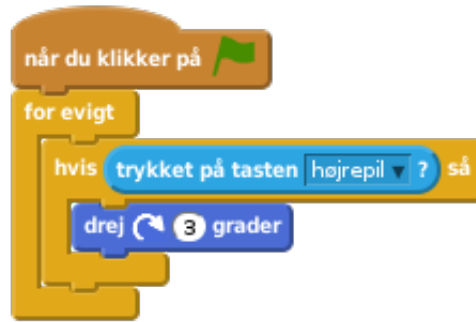 når du klikker på
for evigt
hvis trykket på tasten højrepil ? så
drej 3 grader